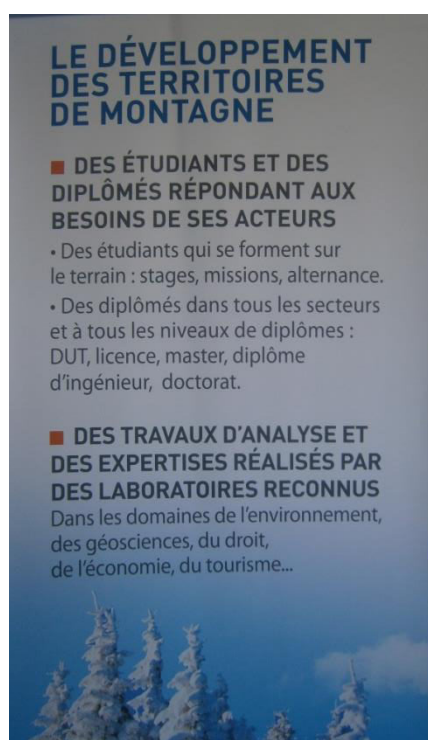 LE DÉVELOPPEMENT
DES TERRITOIRES
DE MONTAGNE
■ DES ÉTUDIANTS ET DES
DIPLÔMÉS RÉPONDANT AUX
BESOINS DE SES ACTEURS
• Des étudiants qui se forment sur
le terrain : stages, missions, alternance.
• Des diplômés dans tous les secteurs
et à tous les niveaux de diplômes :
DUT, licence, master, diplôme
d'ingénieur, doctorat.
■ DES TRAVAUX D'ANALYSE ET
DES EXPERTISES RÉALISÉS PAR
DES LABORATOIRES RECONNUS
Dans les domaines de l'environnement,
des géosciences, du droit,
de l'économie, du tourisme...